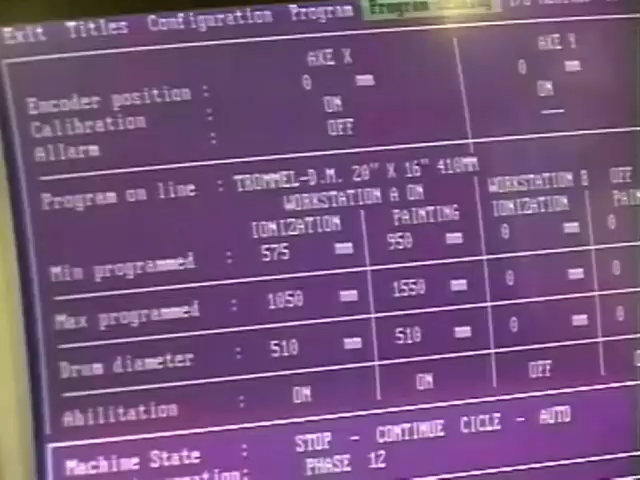 Exit Titles Configuration Program Program
AXE X AXE Y
Encoder position : 0 mm 0 mm
Calibration : ON ON
Allarm : OFF ---
Program on line : TROMMEL-D.M. 20" X 16" 410MM
WORKSTATION A ON WORKSTATION B OFF
IONIZATION PAINTING IONIZATION PAIN
Min programmed : 575 mm 950 mm 0 mm 0
Max programmed : 1050 mm 1550 mm 0 mm 0
Drum diameter : 510 mm 510 mm 0 mm 0
Abilitation : ON ON OFF
Machine State : STOP - CONTINUE CICLE - AUTO
PHASE 12